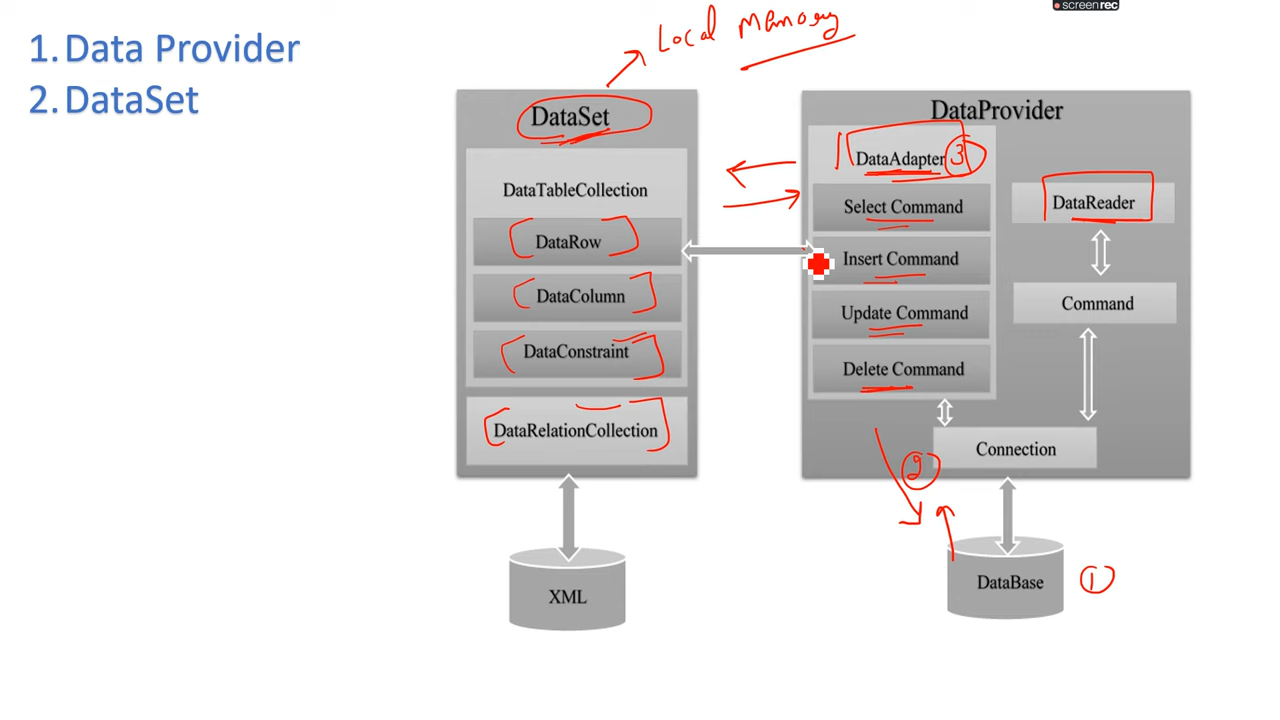 screenrec
1. Data Provider
2. DataSet
Local Memory
DataSet
DataTableCollection
DataRow
DataColumn
DataConstraint
DataRelationCollection
XML
DataProvider
DataAdapter 3
Select Command
Insert Command
Update Command
Delete Command
DataReader
Command
2
Connection
DataBase 1